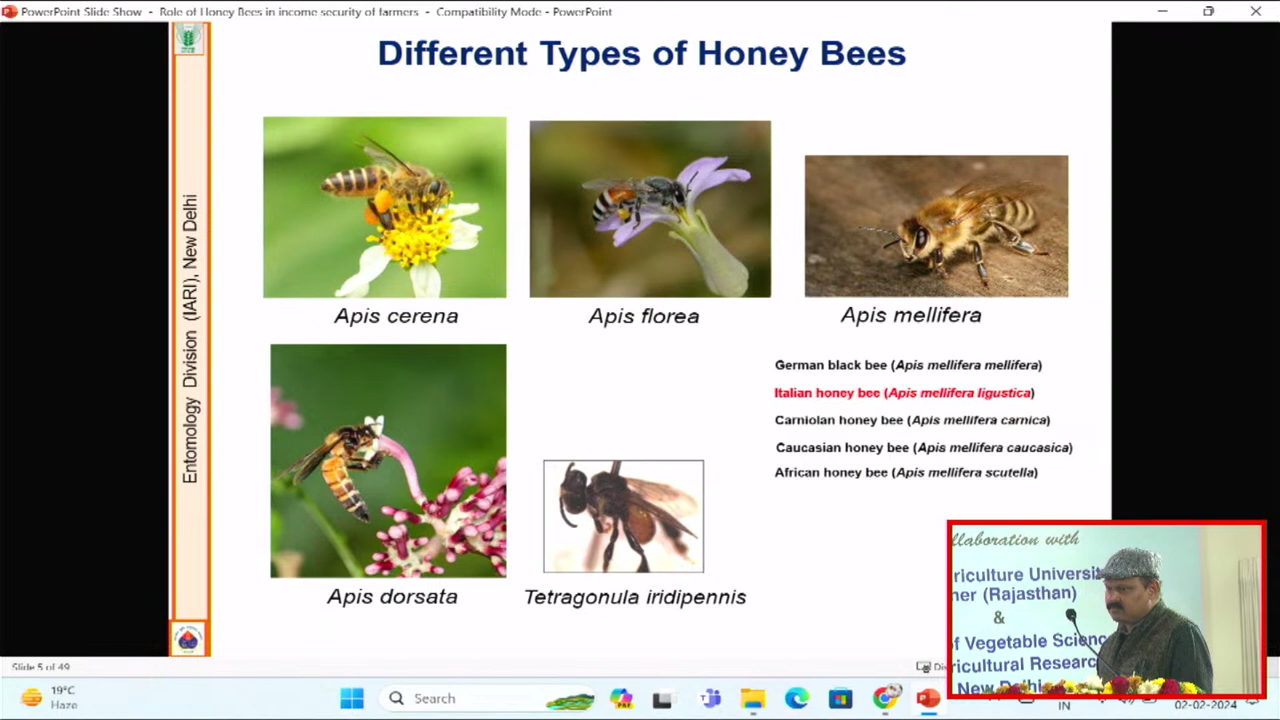 PowerPoint Slide Show - Role of Honey Bees in income security of farmers - Compatibility Mode - PowerPoint
Different Types of Honey Bees
Entomology Division (IARI), New Delhi
Apis cerena
Apis florea
Apis mellifera
German black bee (Apis mellifera mellifera)
Italian honey bee (Apis mellifera ligustica)
Carniolan honey bee (Apis mellifera carnica)
Caucasian honey bee (Apis mellifera caucasica)
African honey bee (Apis mellifera scutella)
Apis dorsata
Tetragonula iridipennis
llaboration with
riculture Universit
ner (Rajasthan)
&
of Vegetable Scienc
ricultural Research
New Delhi
Slide 5 of 49
19°C
Haze
Search
IN
02-02-2024